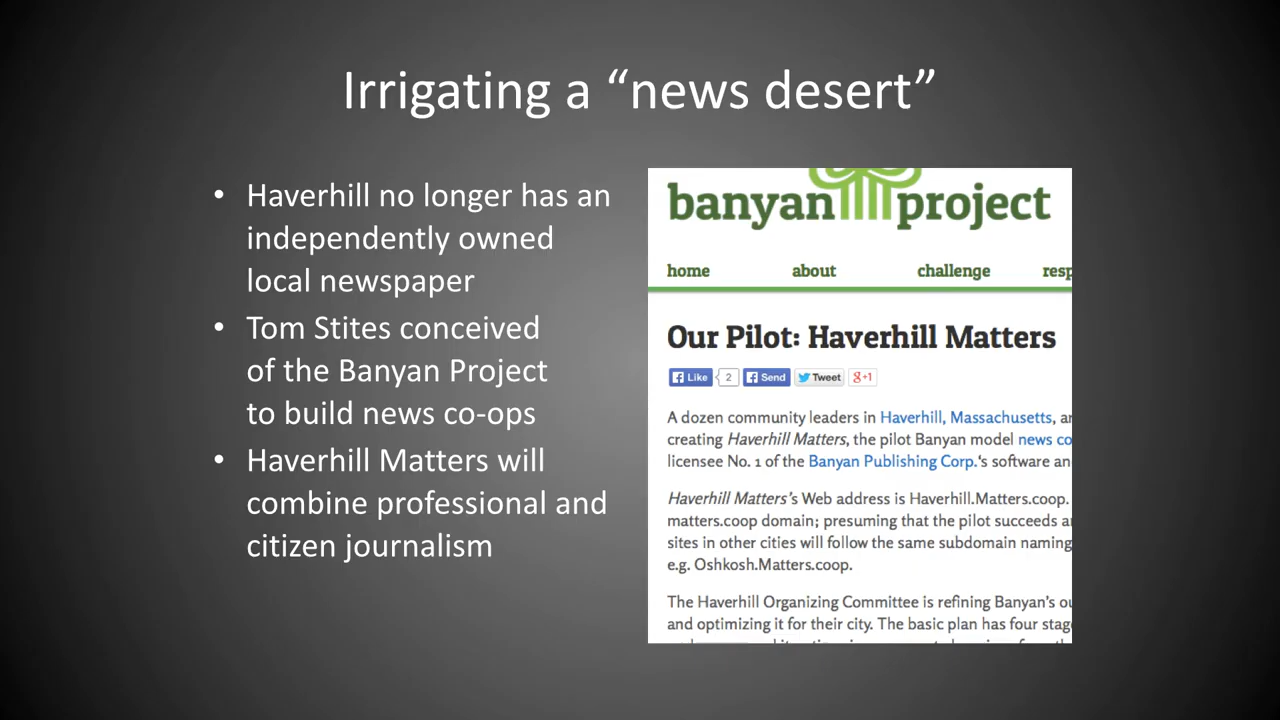 Irrigating a “news desert”
• Haverhill no longer has an
independently owned
local newspaper
• Tom Stites conceived
of the Banyan Project
to build news co-ops
• Haverhill Matters will
combine professional and
citizen journalism
banyan project
home about challenge resp
Our Pilot: Haverhill Matters
Like 2 Send Tweet +1
A dozen community leaders in Haverhill, Massachusetts, ar
creating Haverhill Matters, the pilot Banyan model news co
licensee No. 1 of the Banyan Publishing Corp.‘s software an
Haverhill Matters’s Web address is Haverhill.Matters.coop.
matters.coop domain; presuming that the pilot succeeds a
sites in other cities will follow the same subdomain naming
e.g. Oshkosh.Matters.coop.
The Haverhill Organizing Committee is refining Banyan’s ou
and optimizing it for their city. The basic plan has four stag